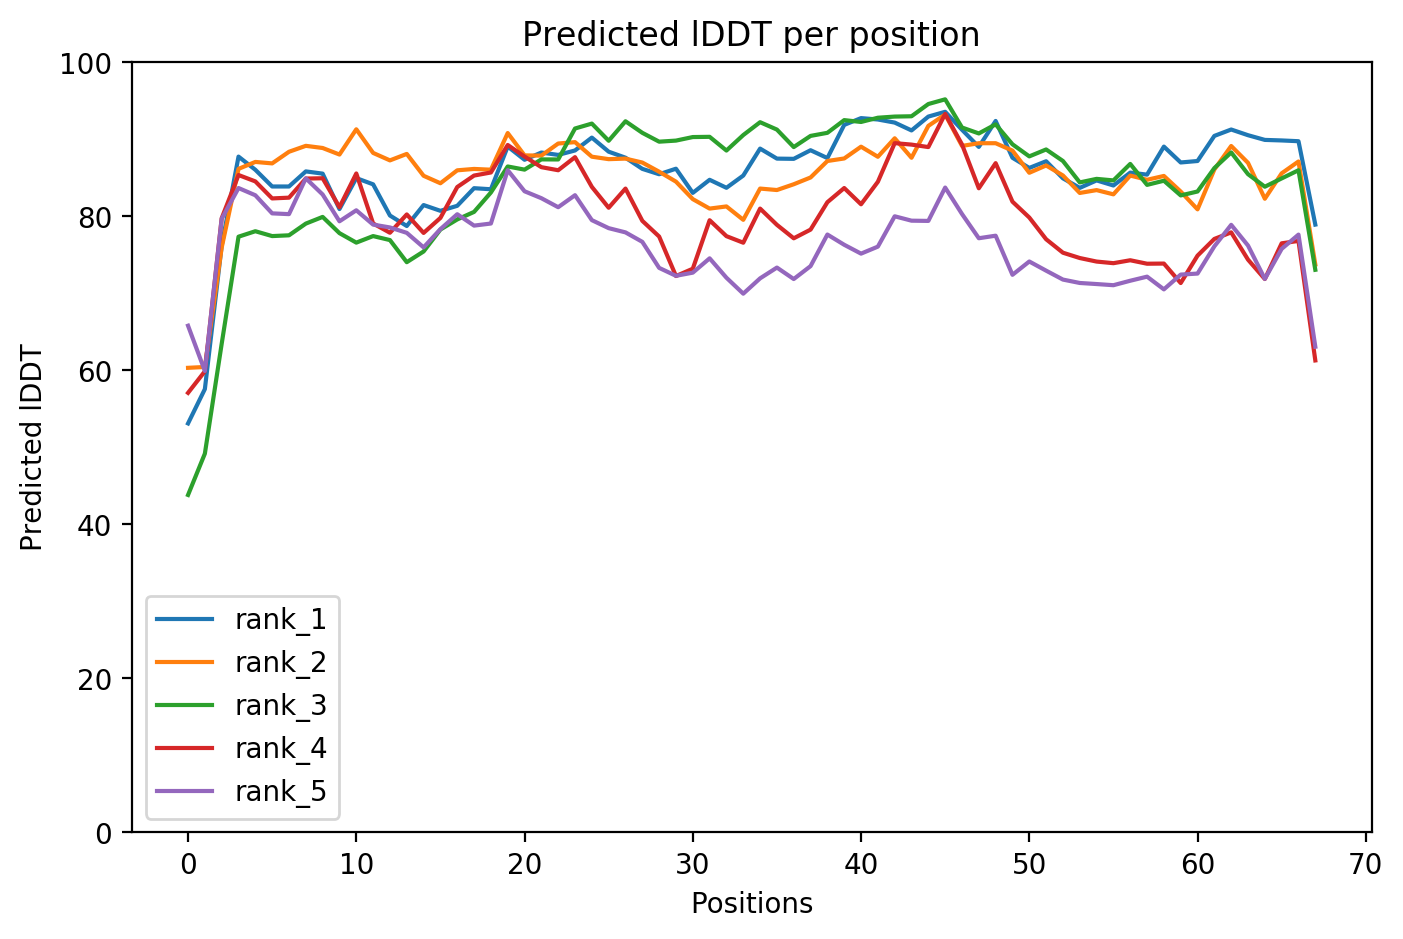 Predicted lDDT per position
100
80
60
40
20
0
Predicted lDDT
rank_1
rank_2
rank_3
rank_4
rank_5
0 10 20 30 40 50 60 70
Positions